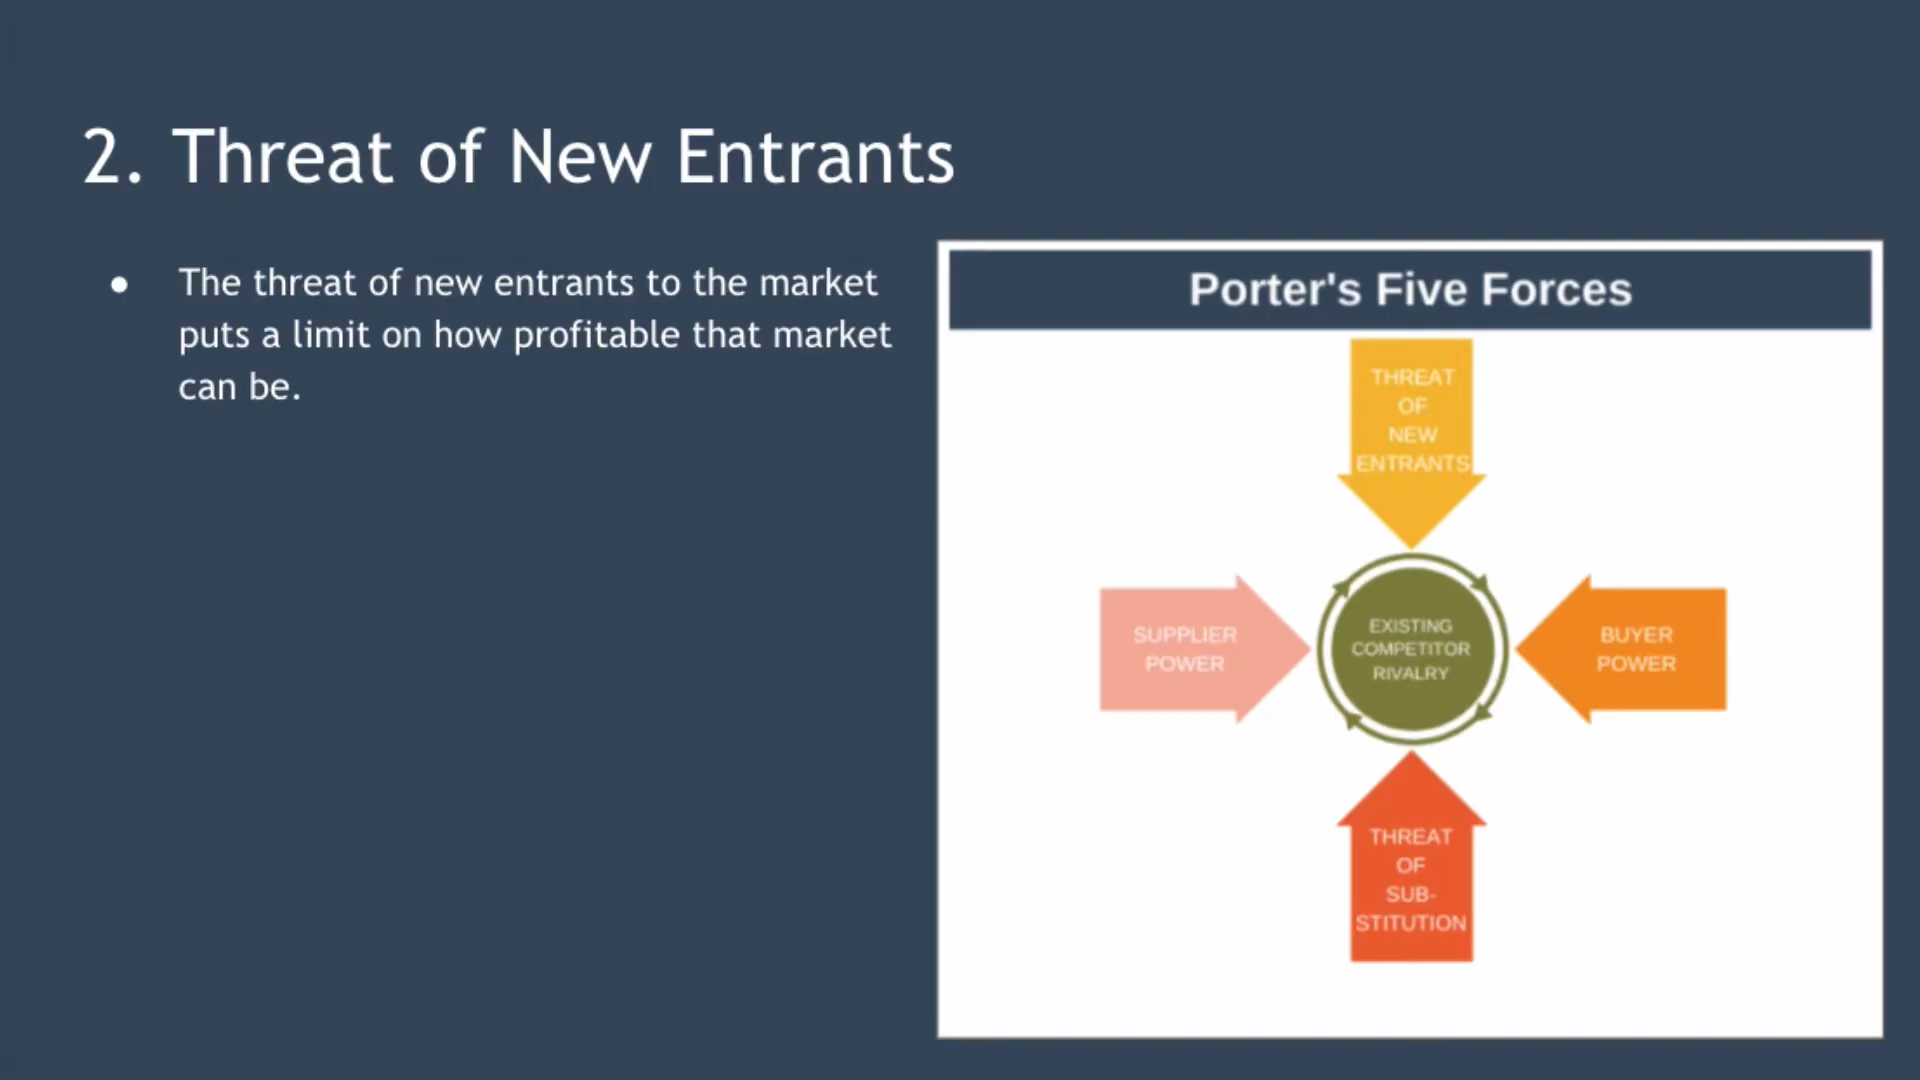 2. Threat of New Entrants
● The threat of new entrants to the market
puts a limit on how profitable that market
can be.
Porter's Five Forces
THREAT
OF
NEW
ENTRANTS
SUPPLIER
POWER
EXISTING
COMPETITOR
RIVALRY
BUYER
POWER
THREAT
OF
SUB-
STITUTION